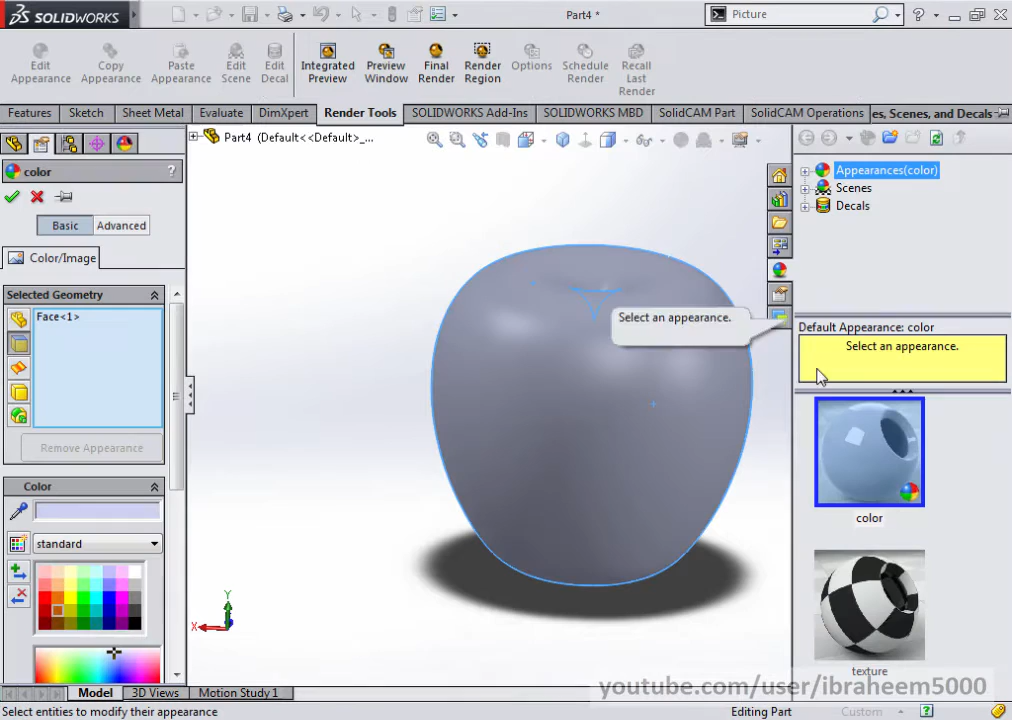 SOLIDWORKS
Part4 *
Picture
Edit Appearance
Copy Appearance
Paste Appearance
Edit Scene
Edit Decal
Integrated Preview
Preview Window
Final Render
Render Region
Options
Schedule Render
Recall Last Render
Features
Sketch
Sheet Metal
Evaluate
DimXpert
Render Tools
SOLIDWORKS Add-Ins
SOLIDWORKS MBD
SolidCAM Part
SolidCAM Operations
es, Scenes, and Decals
Part4 (Default<<Default>_...
color
?
Basic
Advanced
Color/Image
Selected Geometry
Face<1>
Remove Appearance
Color
standard
Select an appearance.
Y
X
Appearances(color)
Scenes
Decals
Default Appearance: color
Select an appearance.
color
texture
Model
3D Views
Motion Study 1
youtube.com/user/ibraheem5000
Select entities to modify their appearance
Editing Part
Custom